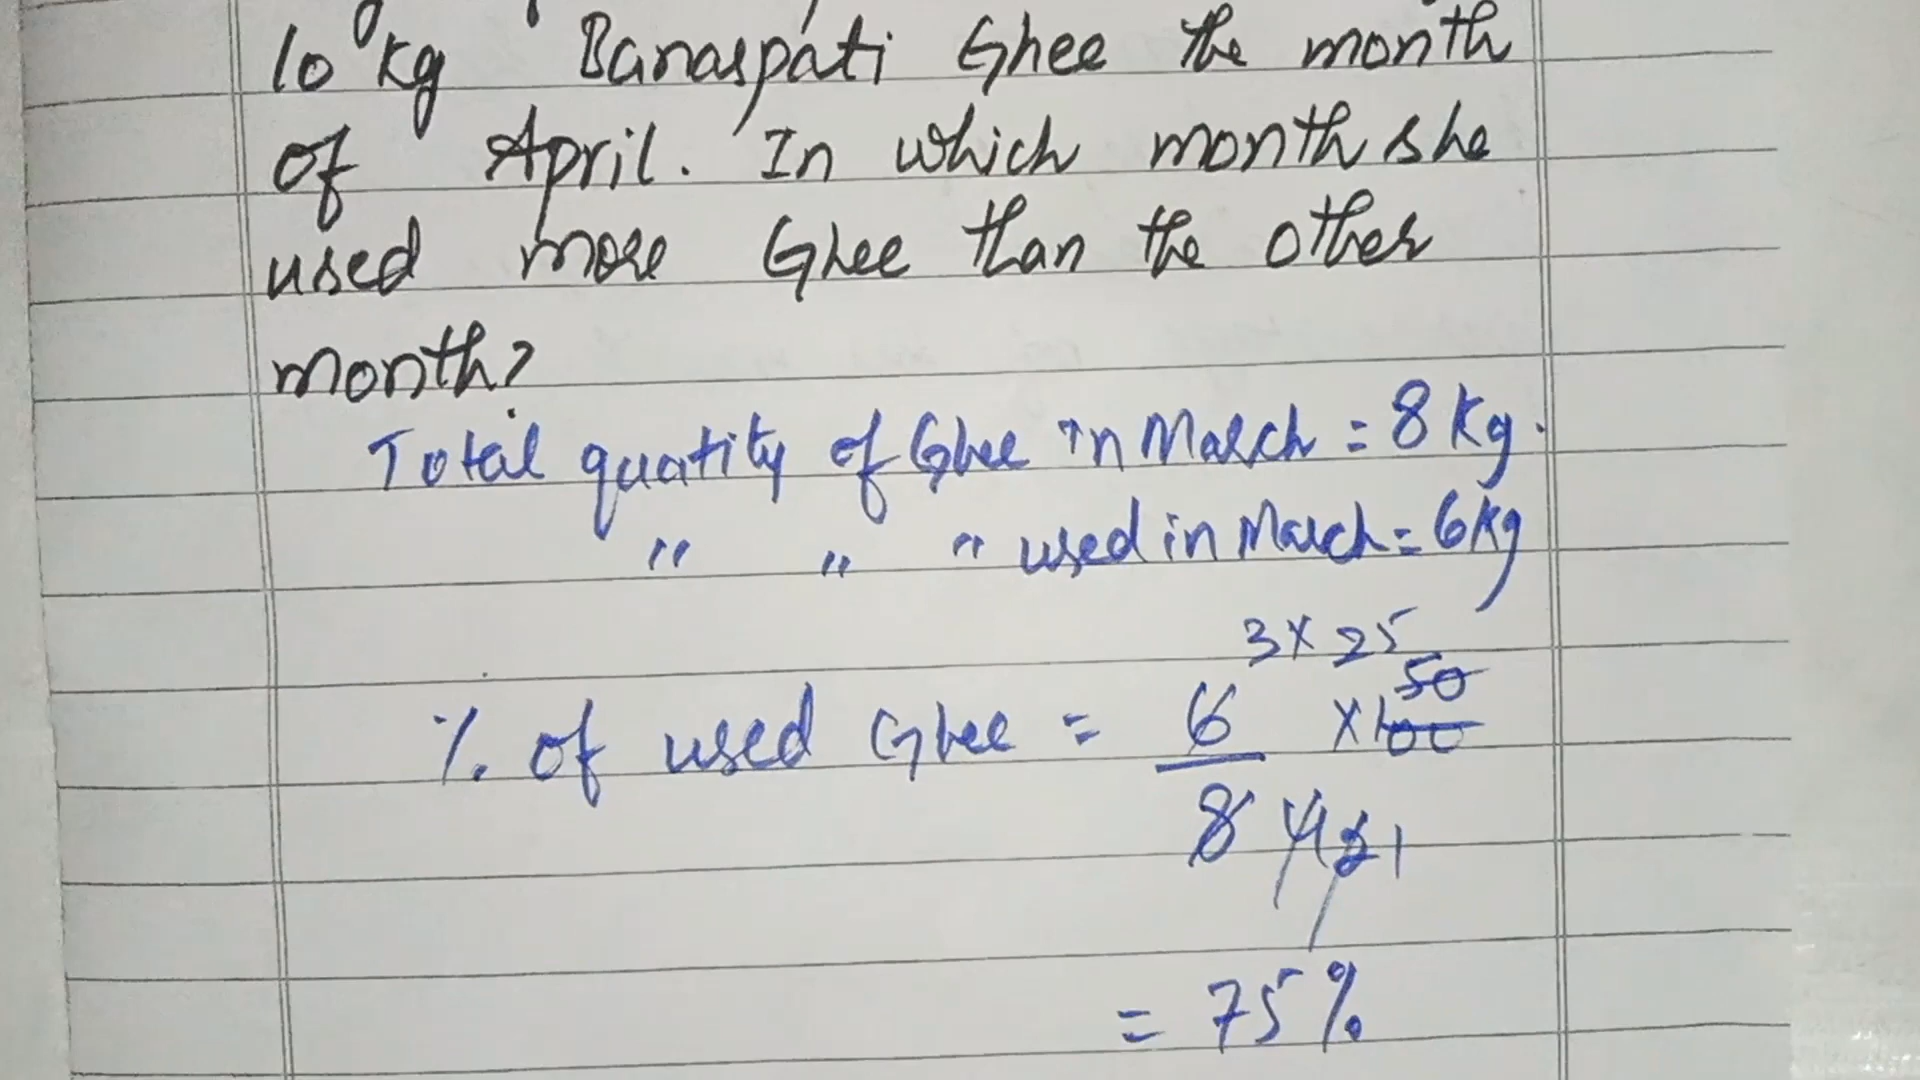 10 kg Banaspati Ghee the month
of April. In which month she
used more Ghee than the other
month?
Total quatity of Ghee in March = 8 kg.
" " " used in March = 6 kg
3 x 25
50
% of used Ghee = 6 x 100
8 4 2 1
= 75 %